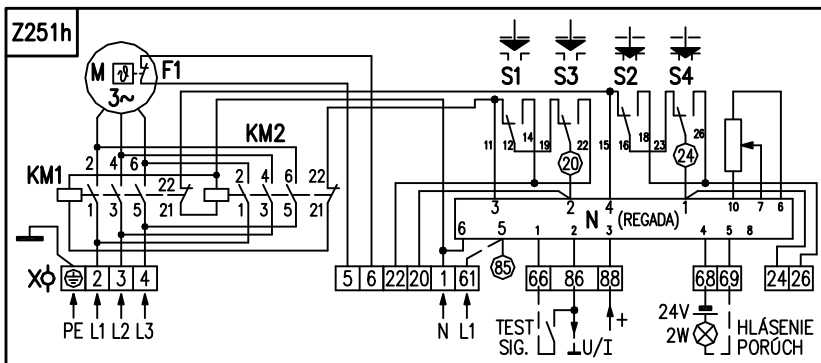 Z251h
M ϑ F1
3~
S1 S3 S2 S4
KM2
KM1
2 4 6 22
2 4 6 22
1 3 5 21
1 3 5 21
11 12 14 19 20 22
15 16 18 23 24 26
10 7 6
3 2 4 1
N (REGADA)
6 5 1 2 3 4 5 8
85
X 2 3 4
5 6 22 20 1 61
66 86 88
68 69
24 26
PE L1 L2 L3
N L1
TEST
SIG.
U/I
+
24V
2W
HLÁSENIE
PORÚCH